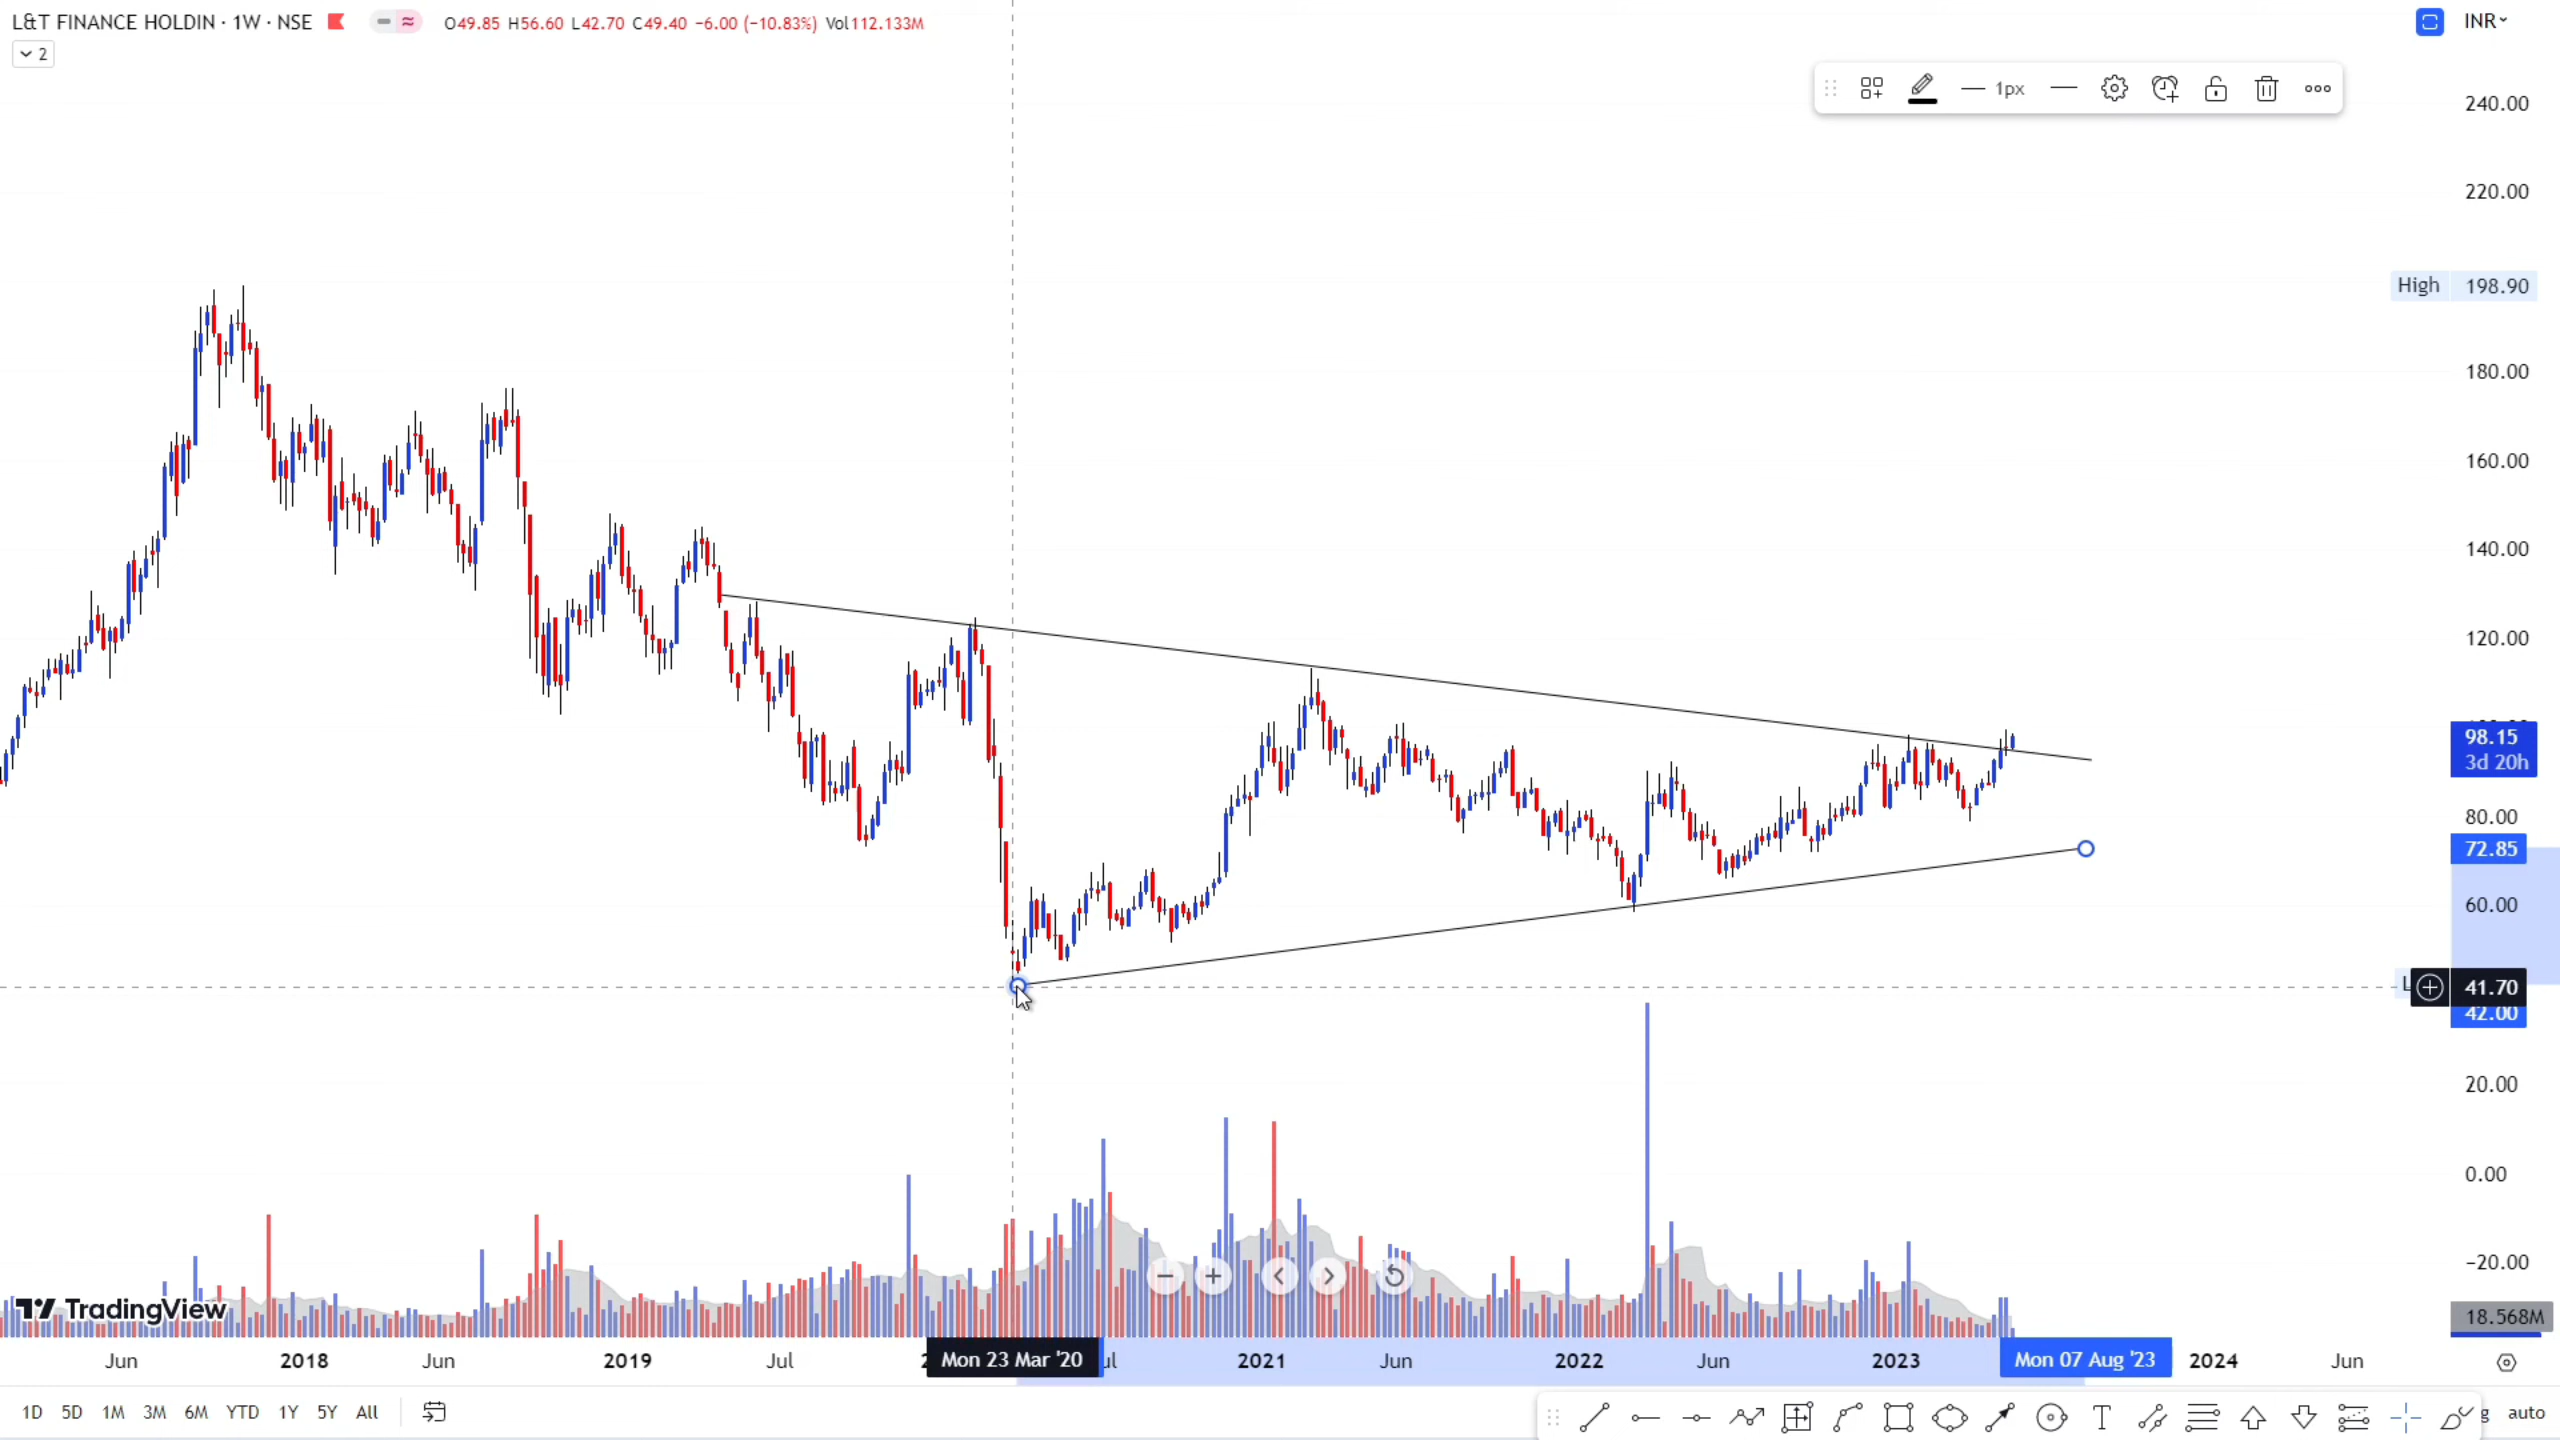 L&T FINANCE HOLDIN · 1W · NSE O49.85 H56.60 L42.70 C49.40 −6.00 (−10.83%) Vol112.133M
INR
2
1px
240.00
220.00
High 198.90
180.00
160.00
140.00
120.00
98.15
3d 20h
80.00
72.85
60.00
41.70
42.00
20.00
0.00
−20.00
18.568M
TradingView
Jun 2018 Jun 2019 Jul Mon 23 Mar '20 2021 Jun 2022 Jun 2023 Mon 07 Aug '23 2024 Jun
1D 5D 1M 3M 6M YTD 1Y 5Y All
auto